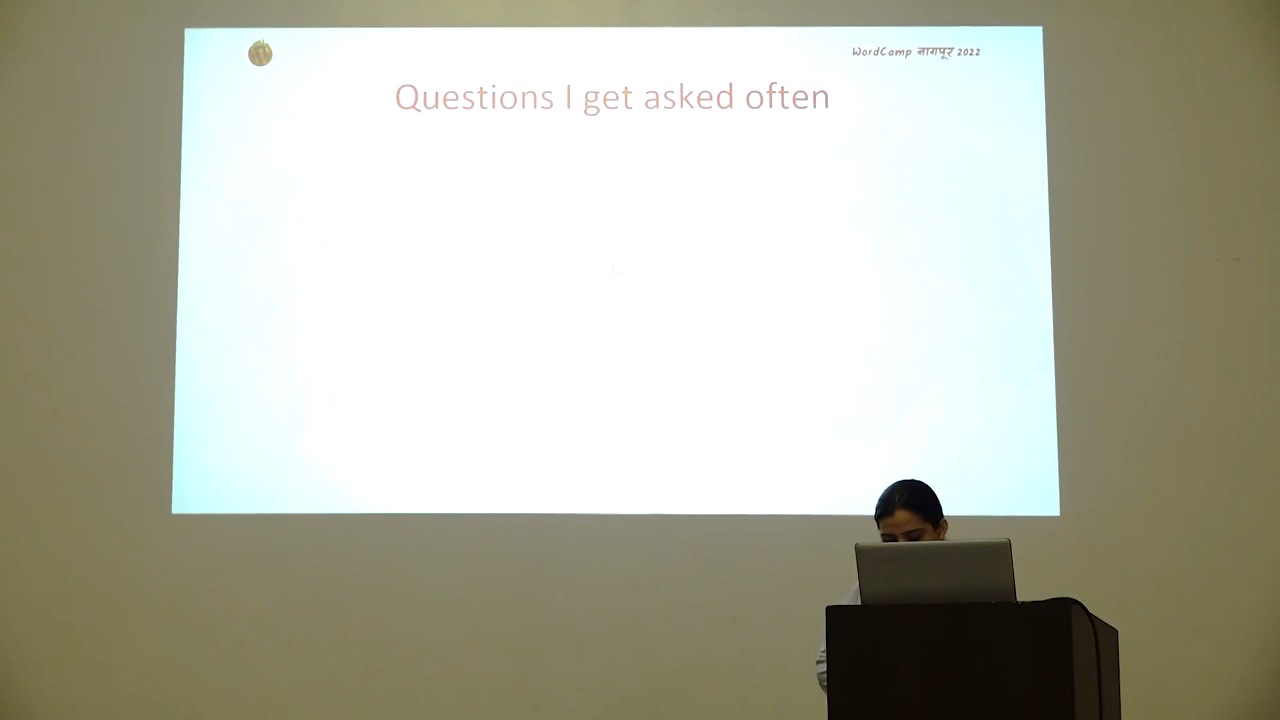 WordCamp नागपूर 2022
Questions I get asked often